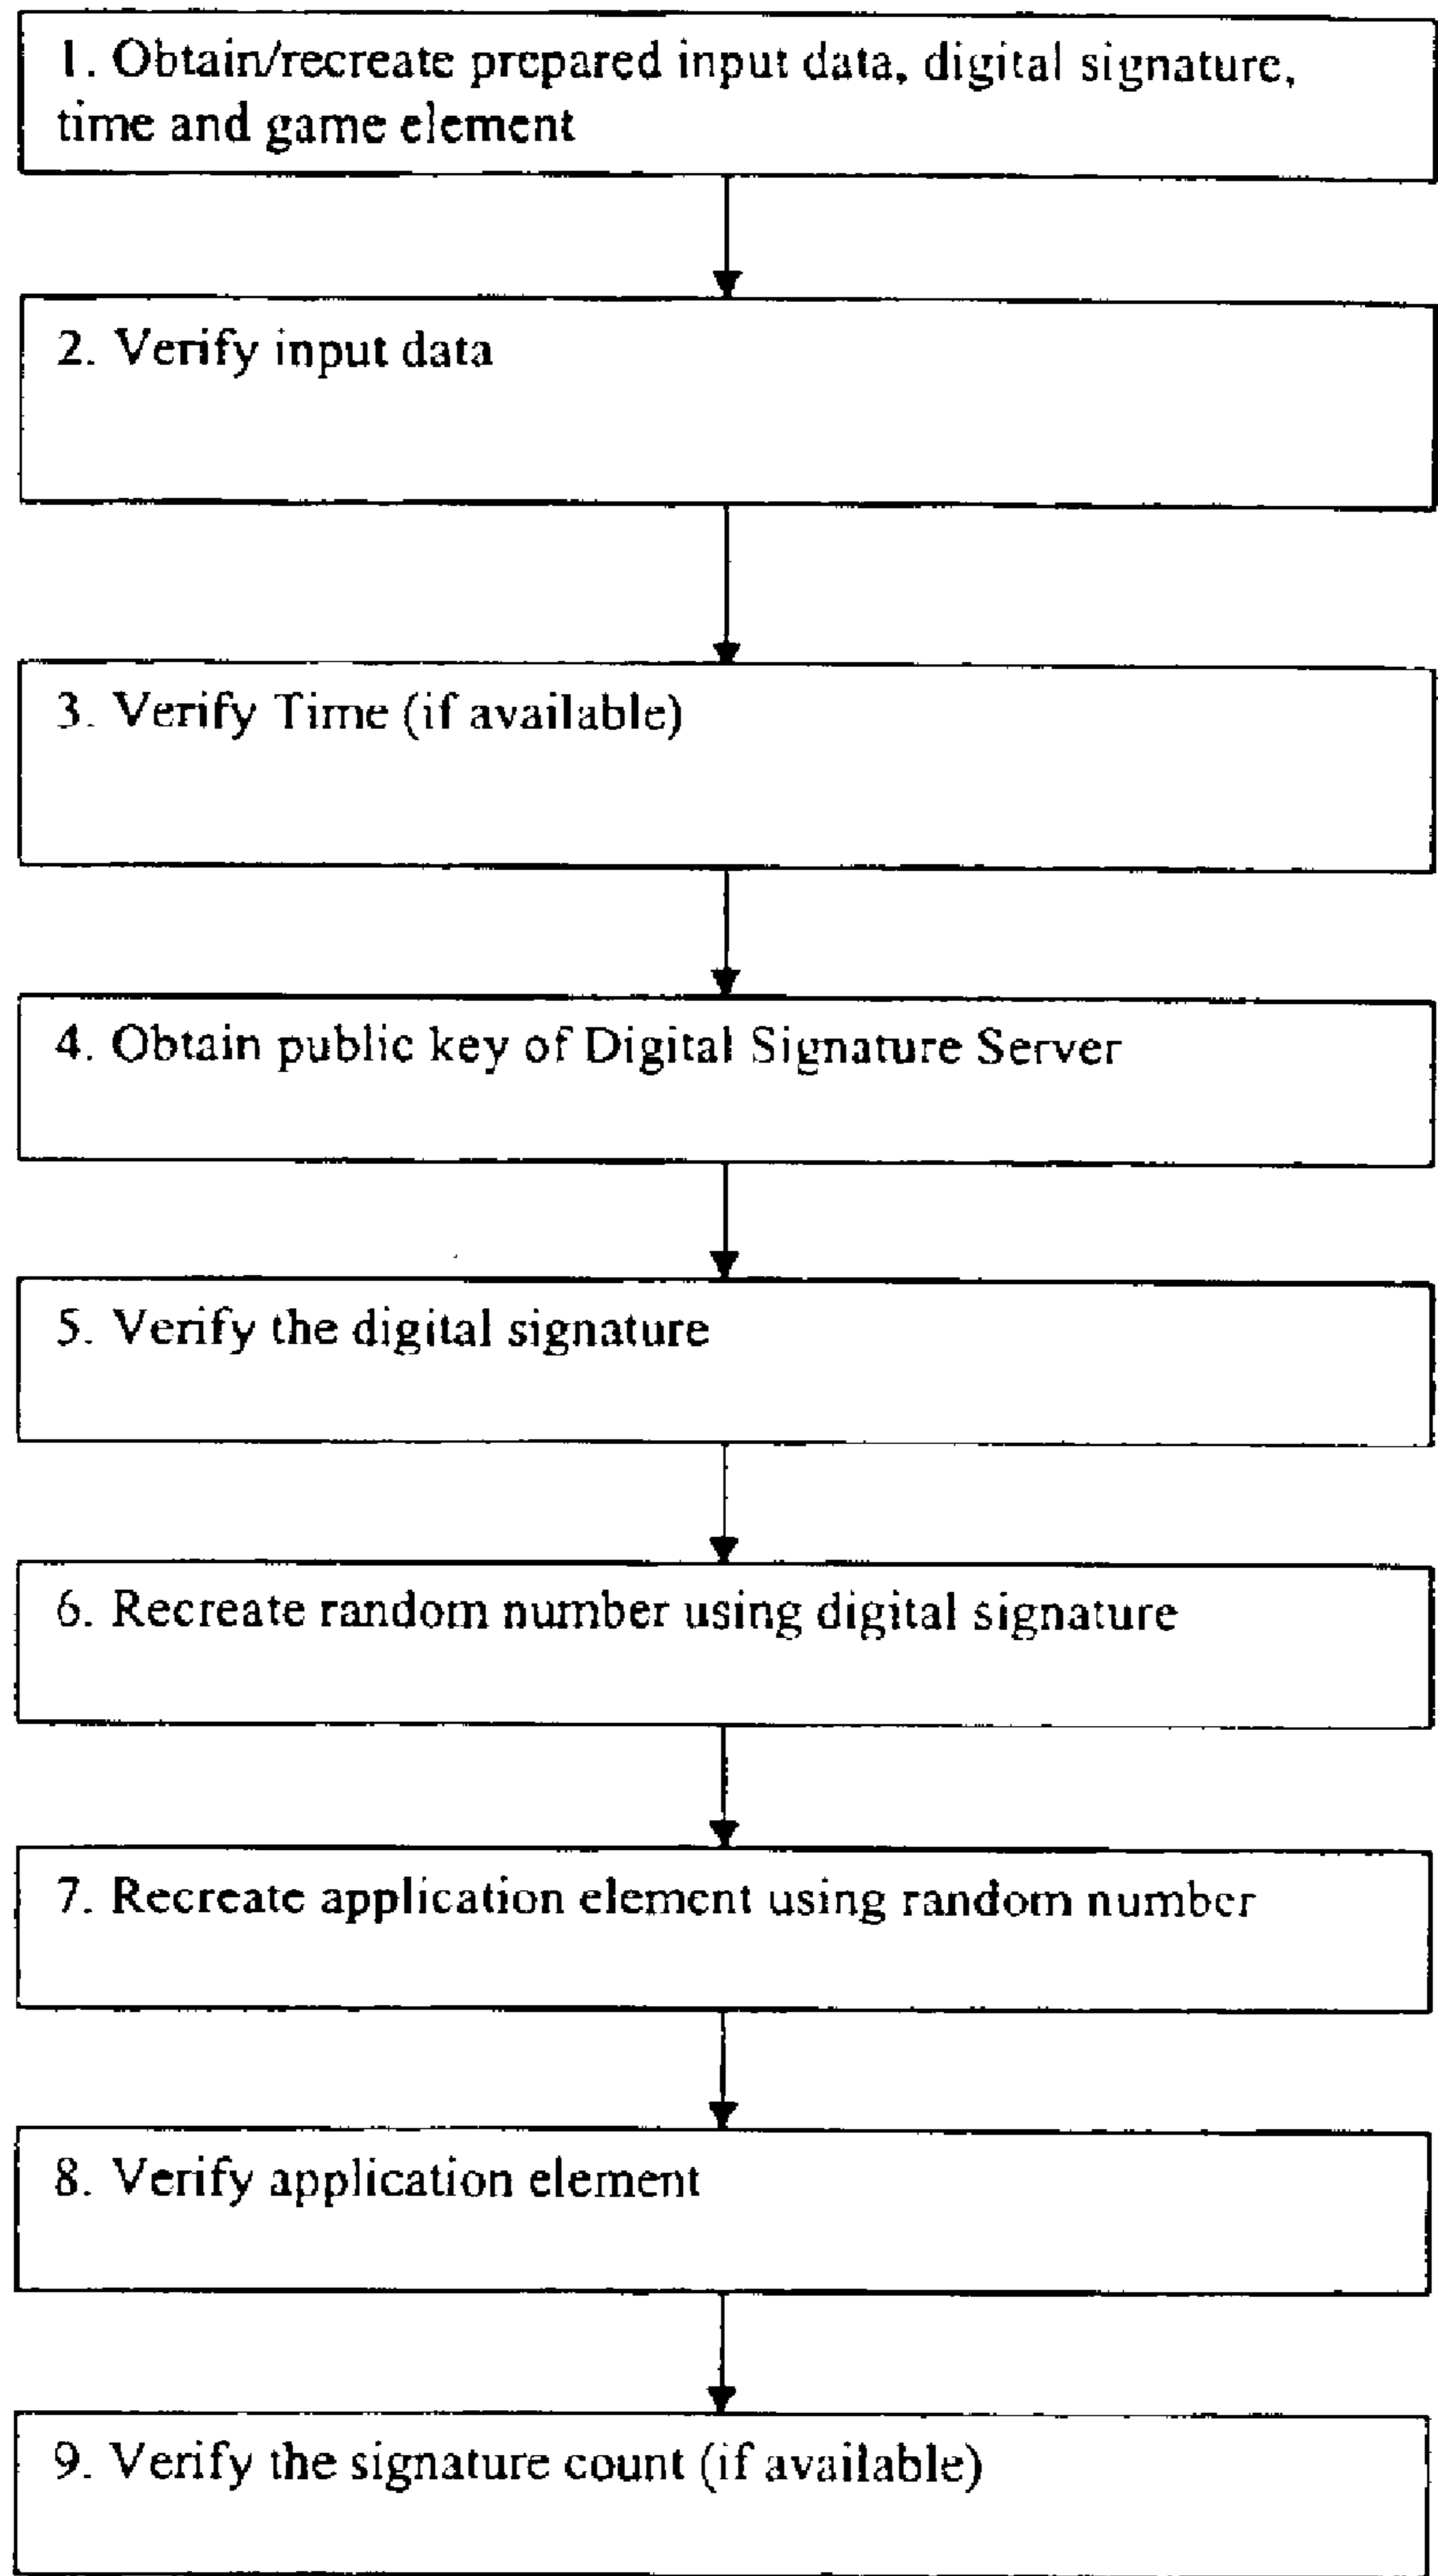 1. Obtain/recreate prepared input data, digital signature,
time and game element
2. Verify input data
3. Verify Time (if available)
4. Obtain public key of Digital Signature Server
5. Verify the digital signature
6. Recreate random number using digital signature
7. Recreate application element using random number
8. Verify application element
9. Verify the signature count (if available)